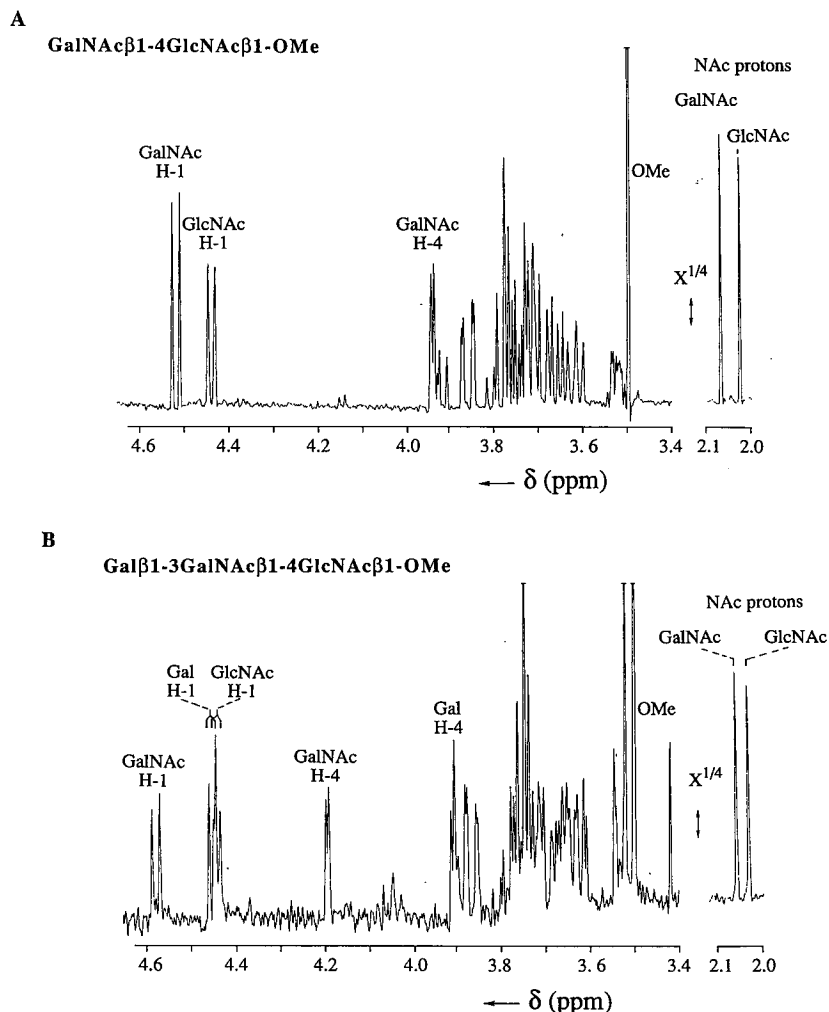 A
GalNAcβ1-4GlcNAcβ1-OMe
NAc protons
GalNAc
GlcNAc
GalNAc
H-1
GlcNAc
H-1
GalNAc
H-4
OMe
X1/4
4.6 4.4 4.2 4.0 3.8 3.6 3.4 2.1 2.0
δ (ppm)
B
Galβ1-3GalNAcβ1-4GlcNAcβ1-OMe
NAc protons
GalNAc GlcNAc
Gal GlcNAc
H-1 H-1
GalNAc
H-1
GalNAc
H-4
Gal
H-4
OMe
X1/4
4.6 4.4 4.2 4.0 3.8 3.6 3.4 2.1 2.0
δ (ppm)